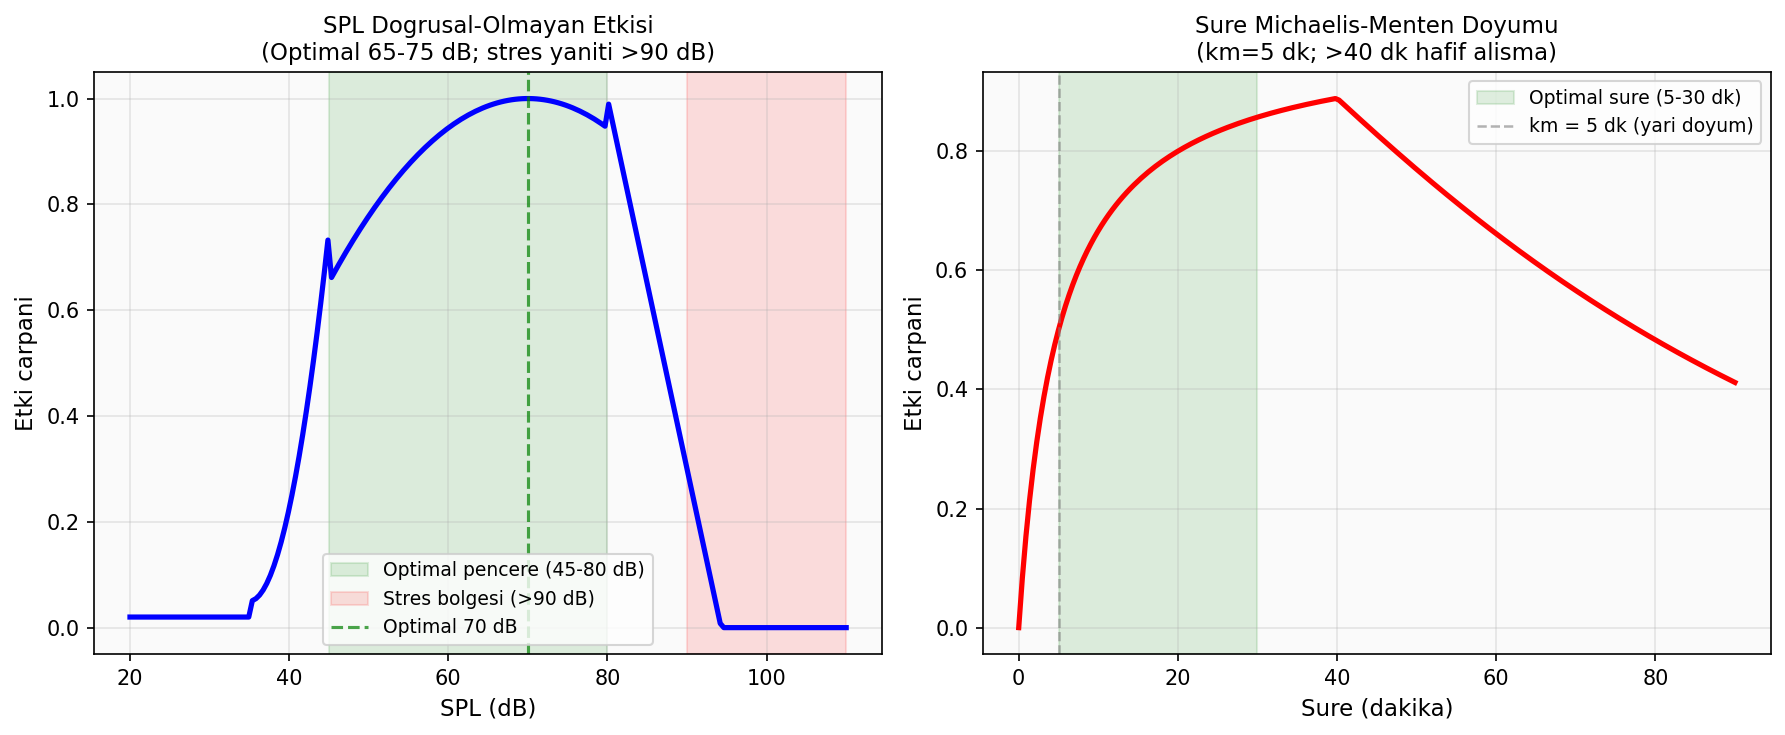 SPL Dogrusal-Olmayan Etkisi
(Optimal 65-75 dB; stres yaniti >90 dB)
Etki carpani
1.0
0.8
0.6
0.4
0.2
0.0
Optimal pencere (45-80 dB)
Stres bolgesi (>90 dB)
Optimal 70 dB
20 40 60 80 100
SPL (dB)
Sure Michaelis-Menten Doyumu
(km=5 dk; >40 dk hafif alisma)
Etki carpani
Optimal sure (5-30 dk)
km = 5 dk (yari doyum)
0.8
0.6
0.4
0.2
0.0
0 20 40 60 80
Sure (dakika)